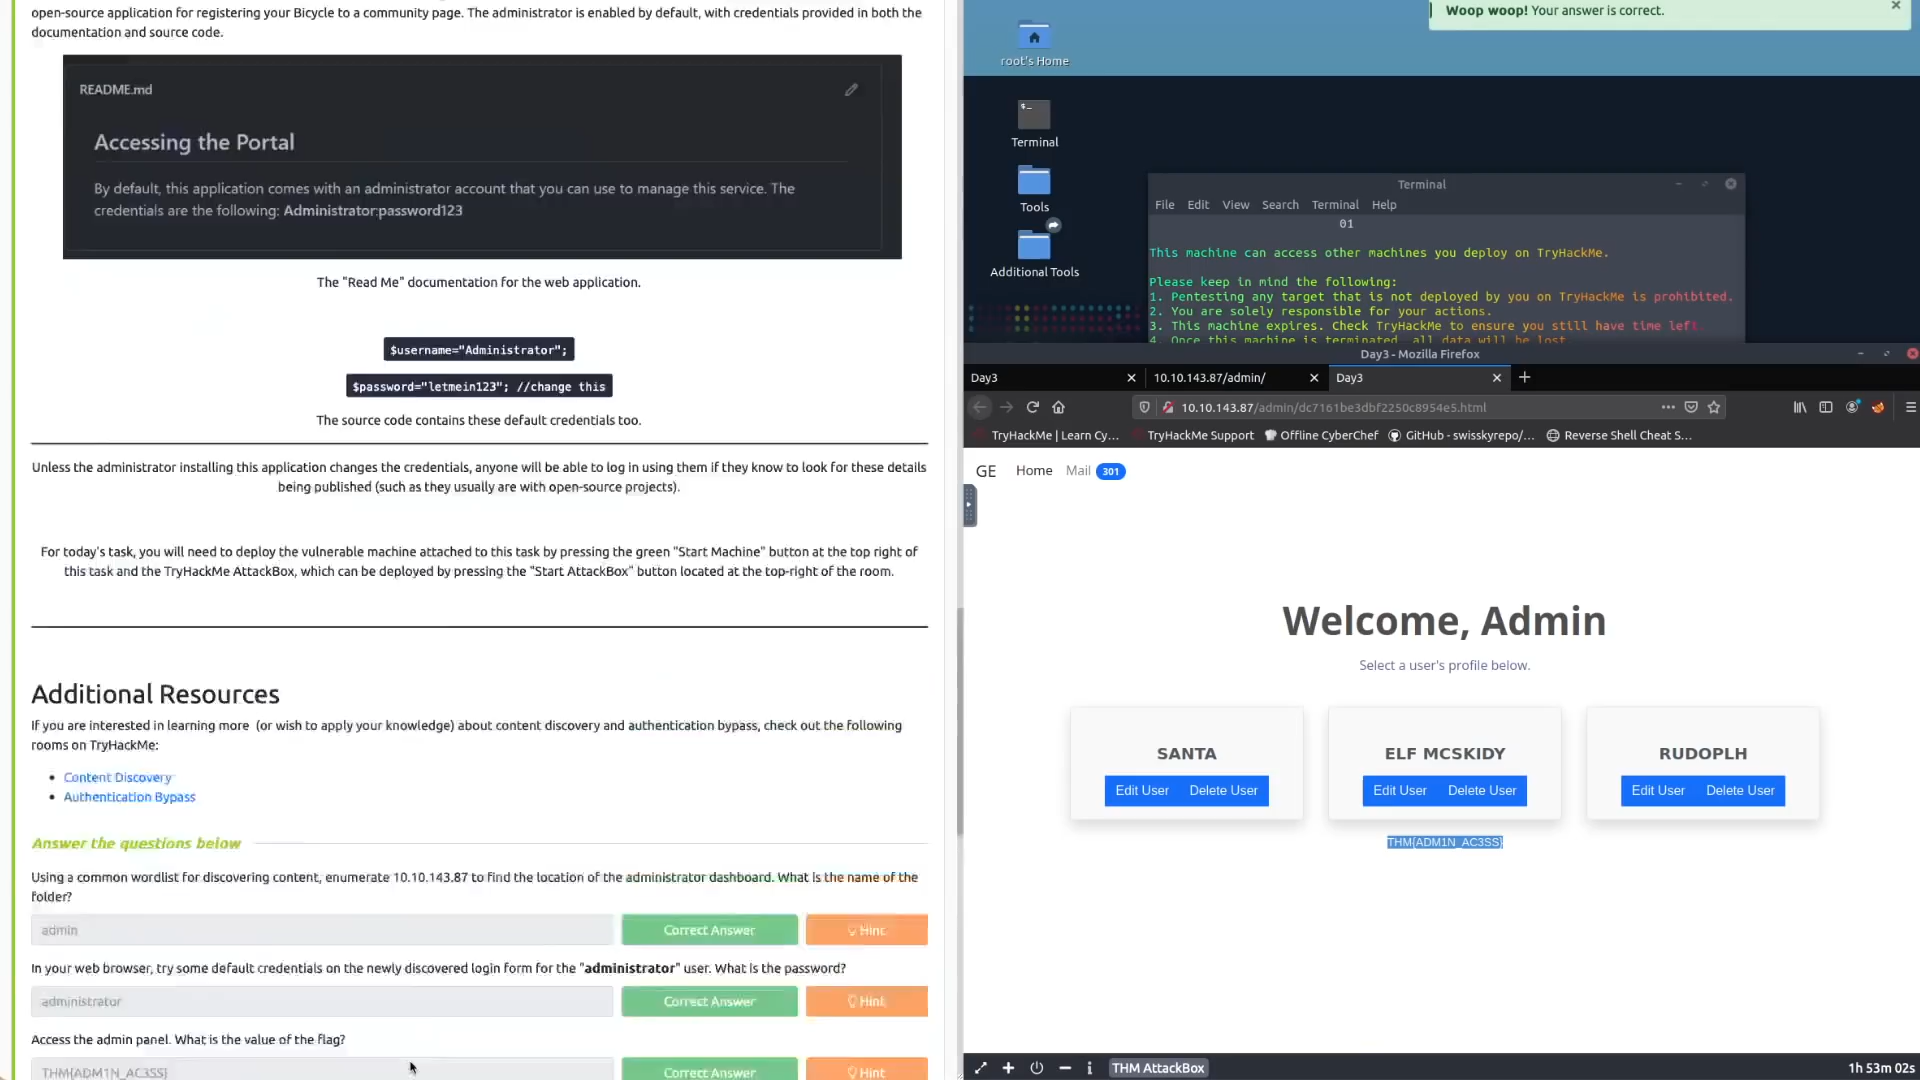 open-source application for registering your Bicycle to a community page. The administrator is enabled by default, with credentials provided in both the
documentation and source code.
README.md
Accessing the Portal
By default, this application comes with an administrator account that you can use to manage this service. The
credentials are the following: Administrator:password123
The "Read Me" documentation for the web application.
$username="Administrator";
$password="letmein123"; //change this
The source code contains these default credentials too.
Unless the administrator installing this application changes the credentials, anyone will be able to log in using them if they know to look for these details
being published (such as they usually are with open-source projects).
For today's task, you will need to deploy the vulnerable machine attached to this task by pressing the green "Start Machine" button at the top right of
this task and the TryHackMe AttackBox, which can be deployed by pressing the "Start AttackBox" button located at the top-right of the room.
Additional Resources
If you are interested in learning more (or wish to apply your knowledge) about content discovery and authentication bypass, check out the following
rooms on TryHackMe:
Content Discovery
Authentication Bypass
Answer the questions below
Using a common wordlist for discovering content, enumerate 10.10.143.87 to find the location of the administrator dashboard. What is the name of the
folder?
admin
Correct Answer
Hint
In your web browser, try some default credentials on the newly discovered login form for the "administrator" user. What is the password?
administrator
Correct Answer
Hint
Access the admin panel. What is the value of the flag?
THM{ADM1N_AC3SS}
Correct Answer
Hint
Woop woop! Your answer is correct.
root's Home
Terminal
Tools
Additional Tools
Terminal
File Edit View Search Terminal Help
01
This machine can access other machines you deploy on TryHackMe.
Please keep in mind the following:
1. Pentesting any target that is not deployed by you on TryHackMe is prohibited.
2. You are solely responsible for your actions.
3. This machine expires. Check TryHackMe to ensure you still have time left.
4. Once this machine is terminated, all data will be lost
Day3 - Mozilla Firefox
Day3
10.10.143.87/admin/
Day3
10.10.143.87/admin/dc7161be3dbf2250c8954e5.html
TryHackMe | Learn Cy...
TryHackMe Support
Offline CyberChef
GitHub - swisskyrepo/...
Reverse Shell Cheat S...
GE Home Mail 301
Welcome, Admin
Select a user's profile below.
SANTA
Edit User Delete User
ELF MCSKIDY
Edit User Delete User
RUDOPLH
Edit User Delete User
THM{ADM1N_AC3SS}
THM AttackBox
1h 53m 02s